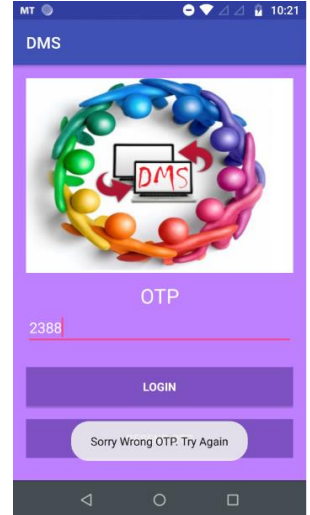 MT 10:21
DMS
DMS
OTP
2388
LOGIN
Sorry Wrong OTP. Try Again